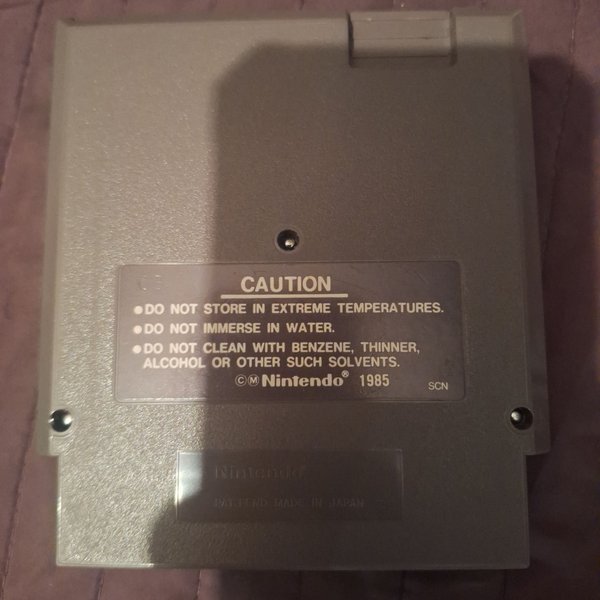 CAUTION
●DO NOT STORE IN EXTREME TEMPERATURES.
●DO NOT IMMERSE IN WATER.
●DO NOT CLEAN WITH BENZENE, THINNER,
ALCOHOL OR OTHER SUCH SOLVENTS.
©Ⓜ Nintendo® 1985
SCN
Nintendo®
PAT.PEND MADE IN JAPAN